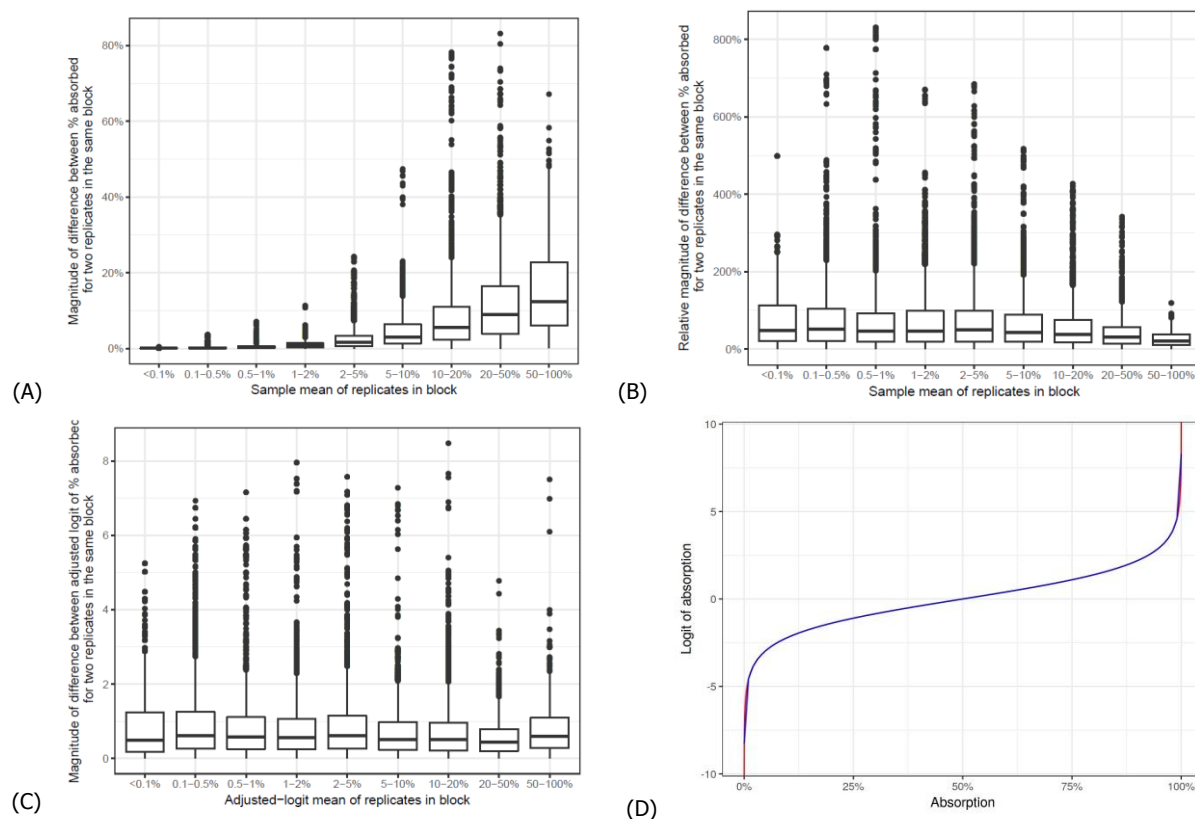 80%
60%
40%
20%
0%
Magnitude of difference between % absorbed
for two replicates in the same block
<0.1% 0.1−0.5% 0.5−1% 1−2% 2−5% 5−10% 10−20% 20−50% 50−100%
Sample mean of replicates in block
(A)
800%
600%
400%
200%
0%
Relative magnitude of difference between % absorbed
for two replicates in the same block
<0.1% 0.1−0.5% 0.5−1% 1−2% 2−5% 5−10% 10−20% 20−50% 50−100%
Sample mean of replicates in block
(B)
8
6
4
2
0
Magnitude of difference between adjusted logit of % absorbed
for two replicates in the same block
<0.1% 0.1−0.5% 0.5−1% 1−2% 2−5% 5−10% 10−20% 20−50% 50−100%
Adjusted−logit mean of replicates in block
(C)
10
5
0
-5
-10
Logit of absorption
0% 25% 50% 75% 100%
Absorption
(D)